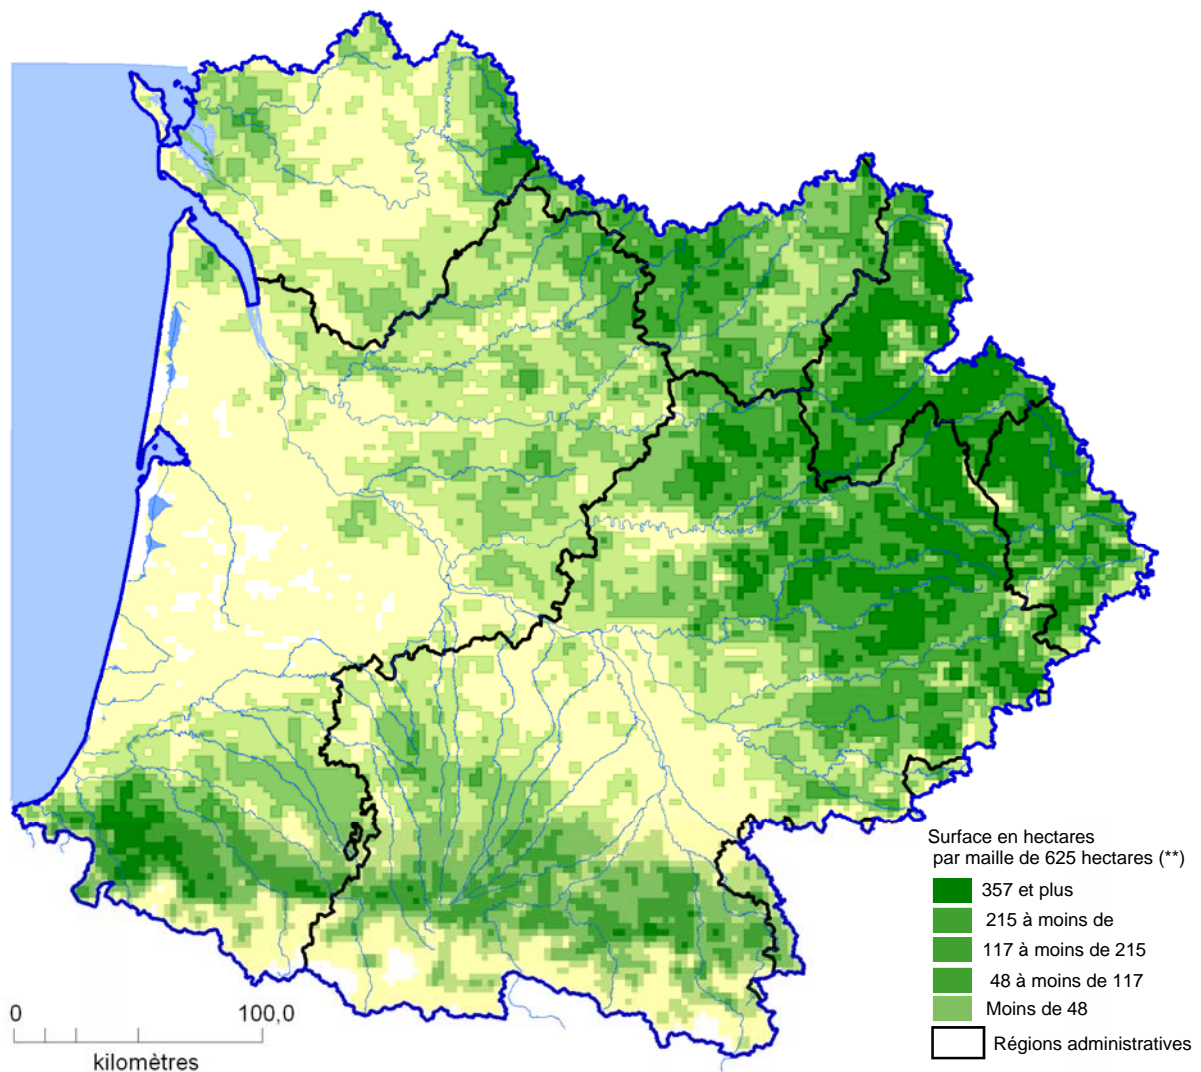 Surface en hectares
par maille de 625 hectares (**)
357 et plus
215 à moins de
117 à moins de 215
48 à moins de 117
Moins de 48
Régions administratives
0 100,0
kilomètres